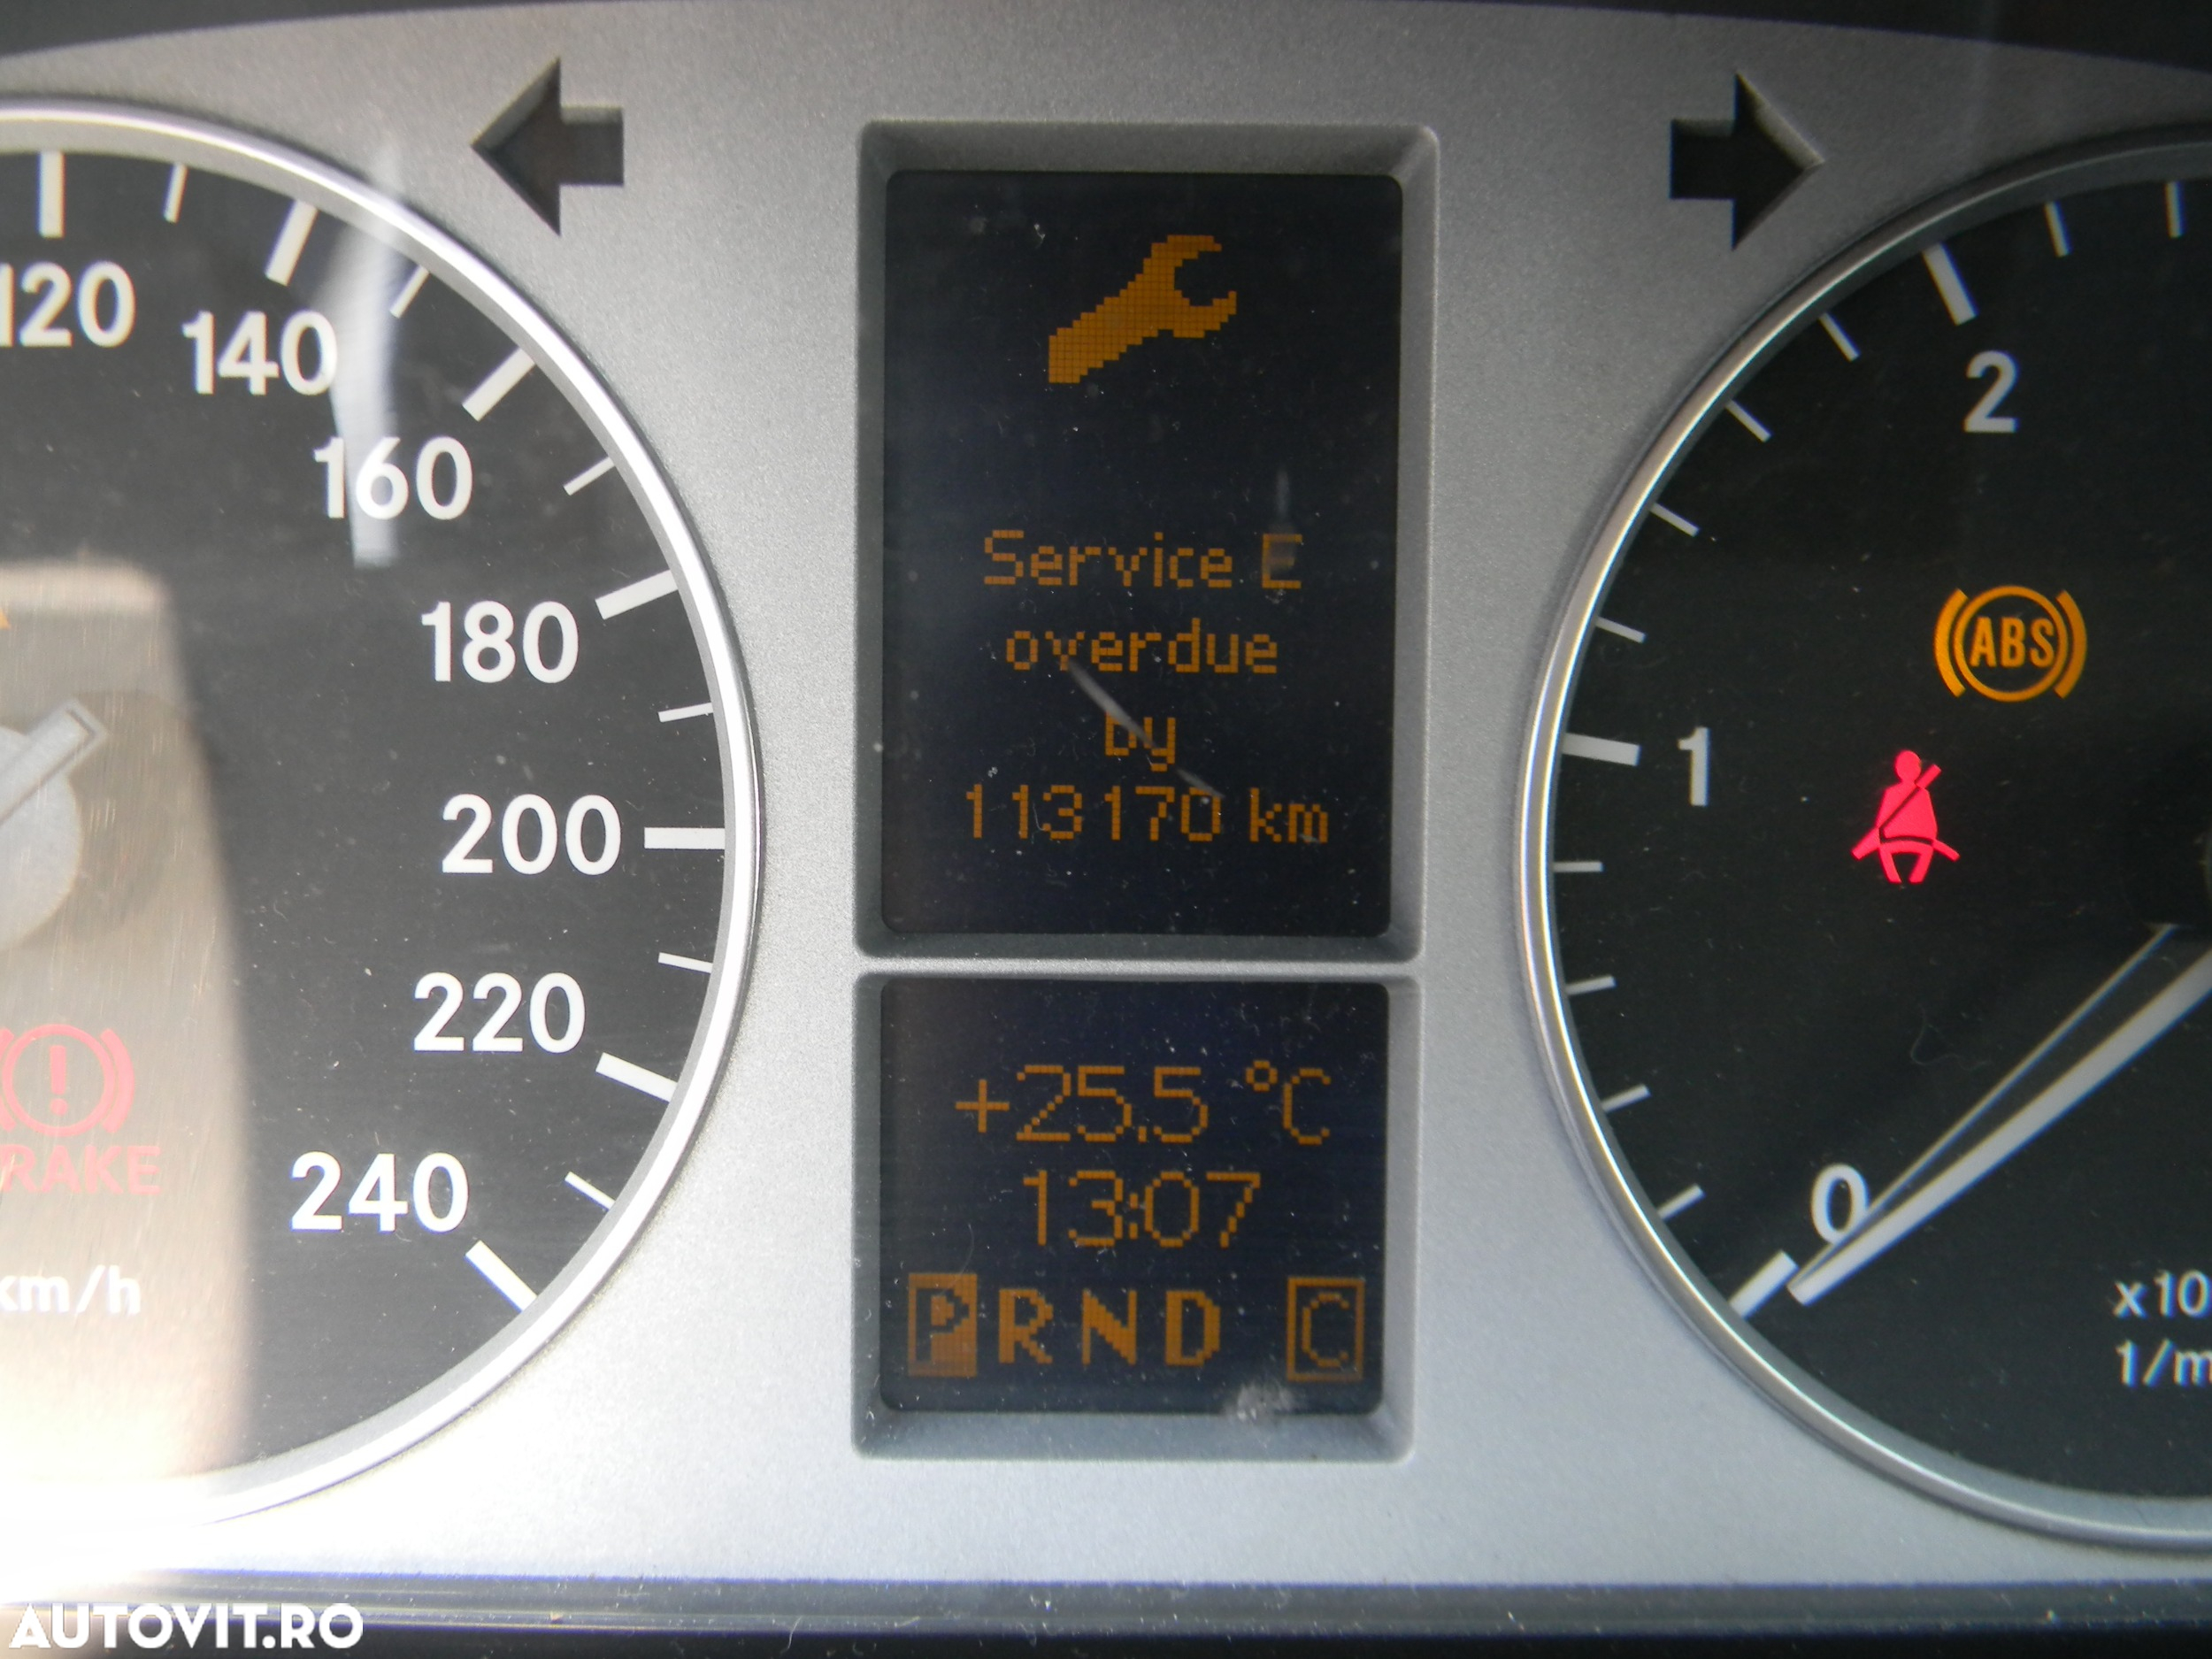 120
140
160
180
200
220
240
km/h
Service E
overdue
by
113170 km
+25.5 °C
13:07
P R N D C
2
1
0
ABS
AUTOVIT.RO